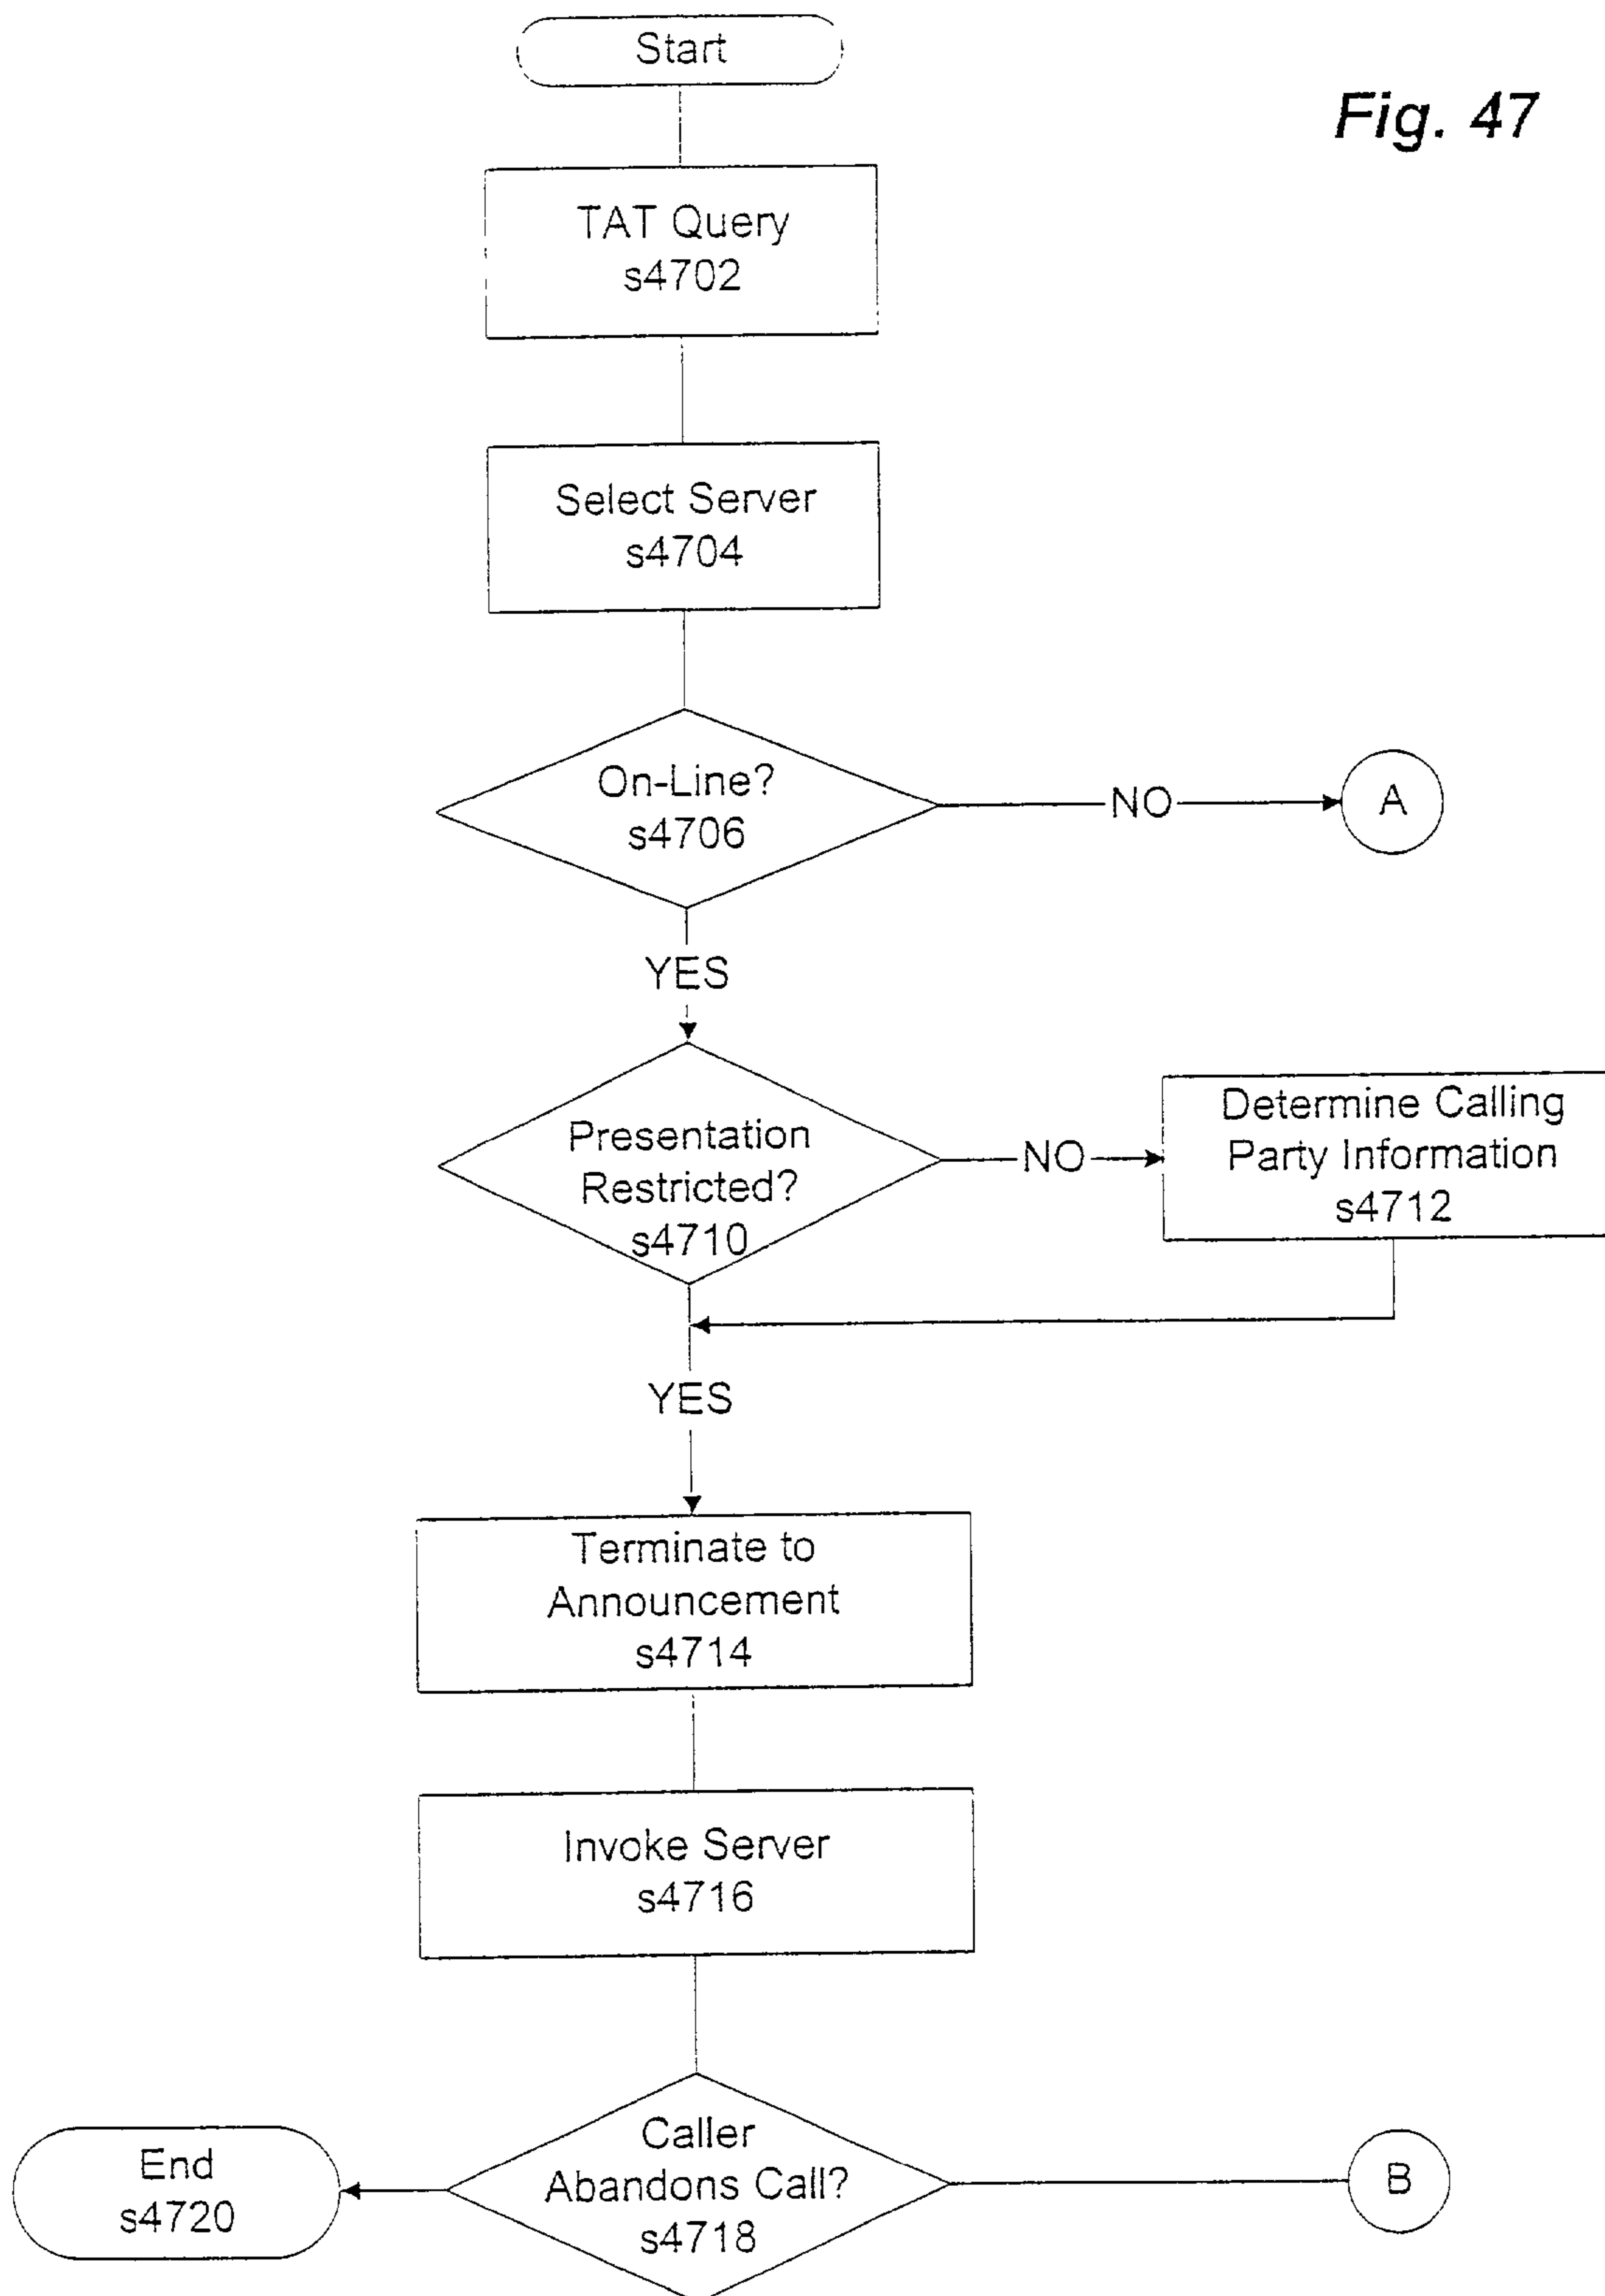 Start
Fig. 47
TAT Query
s4702
Select Server
s4704
On-Line?
s4706
NO
A
YES
Presentation
Restricted?
s4710
NO
Determine Calling
Party Information
s4712
YES
Terminate to
Announcement
s4714
Invoke Server
s4716
Caller
Abandons Call?
s4718
End
s4720
B